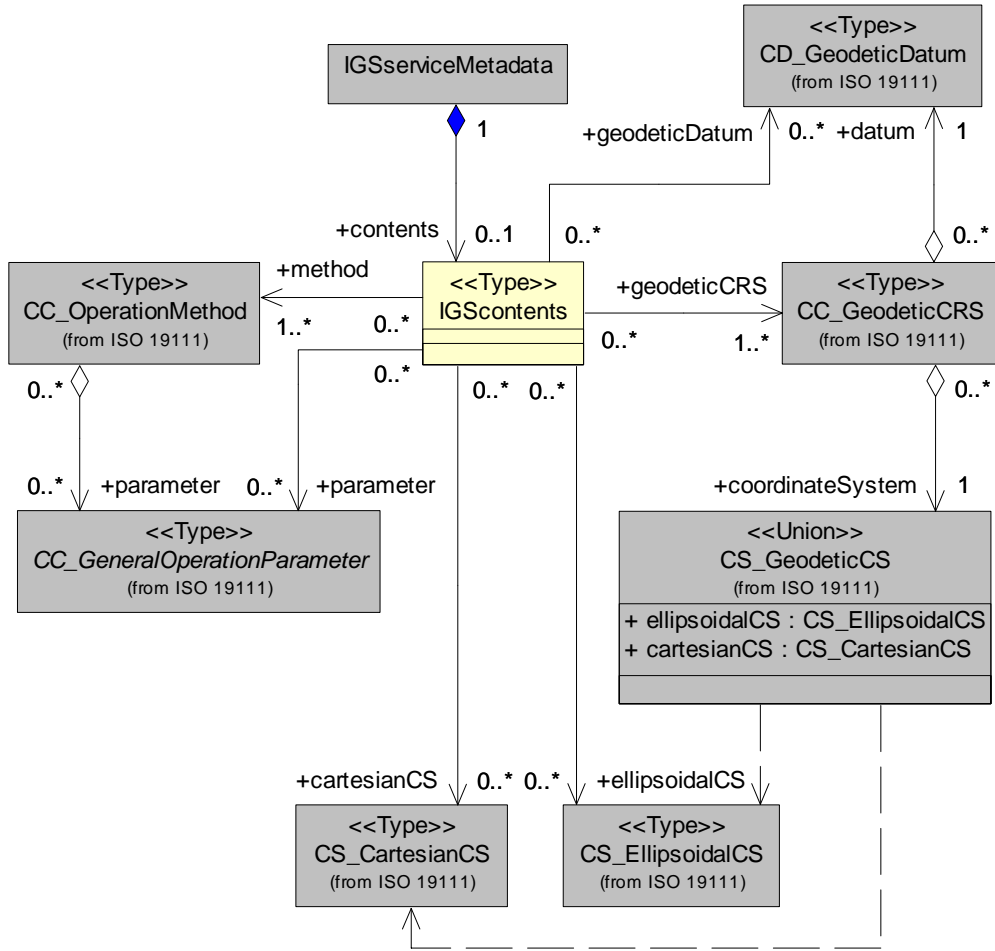 IGSserviceMetadata
<<Type>>
CD_GeodeticDatum
(from ISO 19111)
1
+geodeticDatum
0..*
+datum
1
+contents
0..1
0..*
0..*
<<Type>>
CC_OperationMethod
(from ISO 19111)
+method
1..*
0..*
<<Type>>
IGScontents
+geodeticCRS
0..*
1..*
<<Type>>
CC_GeodeticCRS
(from ISO 19111)
0..*
0..*
0..*
0..*
0..*
0..*
+parameter
0..*
+parameter
+coordinateSystem
1
<<Type>>
CC_GeneralOperationParameter
(from ISO 19111)
<<Union>>
CS_GeodeticCS
(from ISO 19111)
+ ellipsoidalCS : CS_EllipsoidalCS
+ cartesianCS : CS_CartesianCS
+cartesianCS
0..*
0..*
+ellipsoidalCS
<<Type>>
CS_CartesianCS
(from ISO 19111)
<<Type>>
CS_EllipsoidalCS
(from ISO 19111)